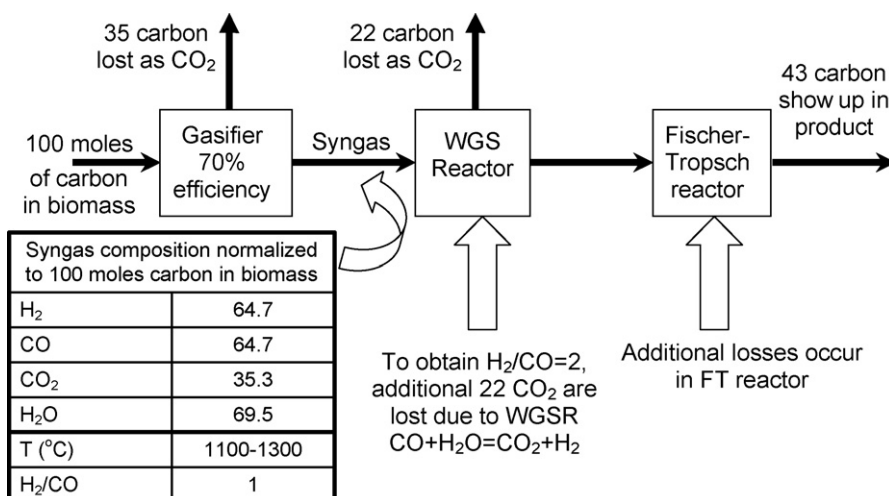 35 carbon
lost as CO₂
22 carbon
lost as CO₂
43 carbon
show up in
product
100 moles
of carbon
in biomass
Gasifier
70%
efficiency
Syngas
WGS
Reactor
Fischer-
Tropsch
reactor
Syngas composition normalized
to 100 moles carbon in biomass
H₂ 64.7
CO 64.7
CO₂ 35.3
H₂O 69.5
T (°C) 1100-1300
H₂/CO 1
To obtain H₂/CO=2,
additional 22 CO₂ are
lost due to WGSR
CO+H₂O=CO₂+H₂
Additional losses occur
in FT reactor